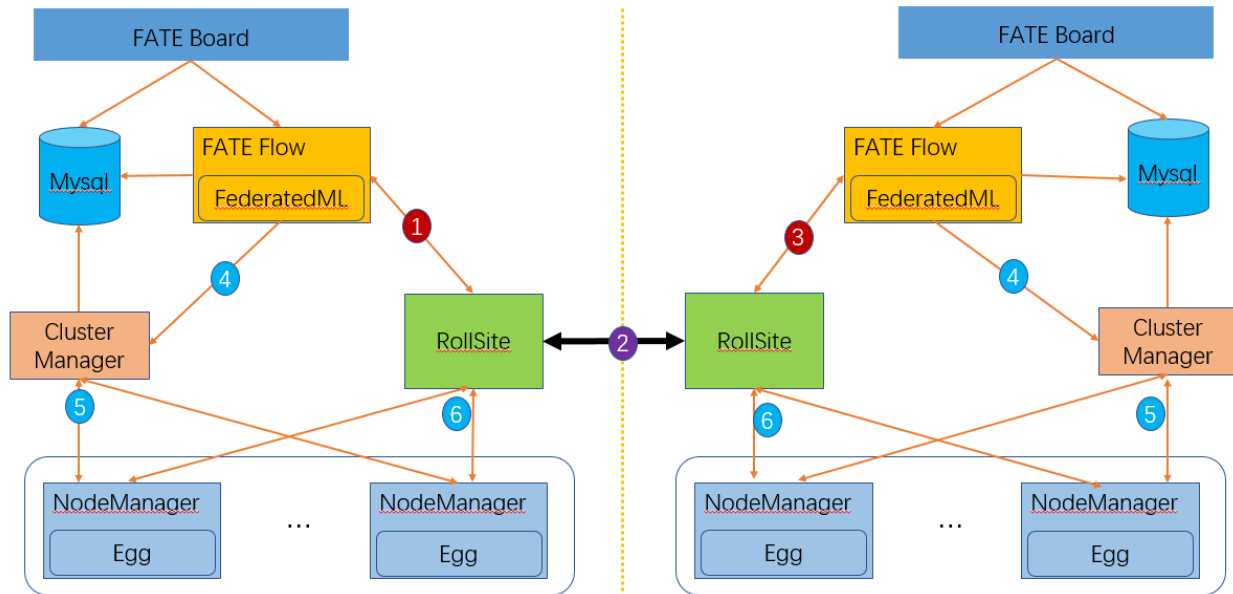 FATE Board
FATE Flow
FederatedML
Mysql
1
4
Cluster
Manager
RollSite
5
6
NodeManager
Egg
...
NodeManager
Egg
2
FATE Board
FATE Flow
FederatedML
Mysql
3
4
RollSite
Cluster
Manager
6
5
NodeManager
Egg
...
NodeManager
Egg